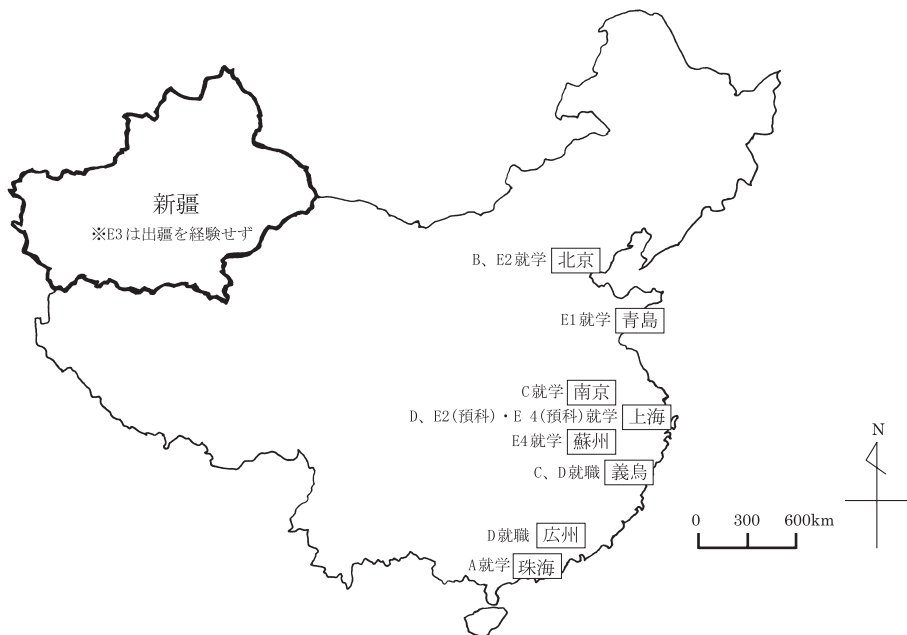 新疆
※E3は出疆を経験せず
B、E2就学 北京
E1就学 青島
C就学 南京
D、E2(預科)・E 4(預科)就学 上海
E4就学 蘇州
C、D就職 義烏
D就職 広州
A就学 珠海
N
0 300 600km